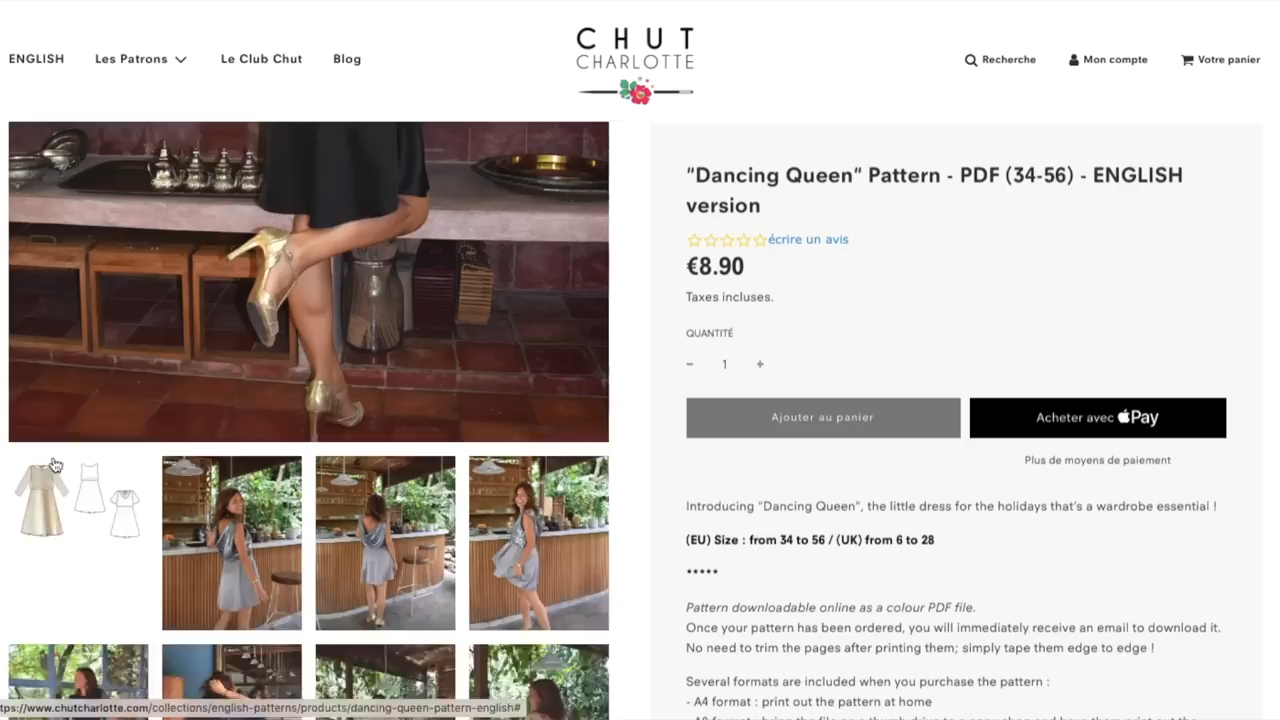 ENGLISH
Les Patrons
Le Club Chut
Blog
CHUT
CHARLOTTE
Recherche
Mon compte
Votre panier
"Dancing Queen" Pattern - PDF (34-56) - ENGLISH
version
écrire un avis
€8.90
Taxes incluses.
QUANTITÉ
− 1 +
Ajouter au panier
Acheter avec Pay
Plus de moyens de paiement
Introducing "Dancing Queen", the little dress for the holidays that's a wardrobe essential !
(EU) Size : from 34 to 56 / (UK) from 6 to 28
*****
Pattern downloadable online as a colour PDF file.
Once your pattern has been ordered, you will immediately receive an email to download it.
No need to trim the pages after printing them; simply tape them edge to edge !
Several formats are included when you purchase the pattern :
- A4 format : print out the pattern at home
tps://www.chutcharlotte.com/collections/english-patterns/products/dancing-queen-pattern-english#